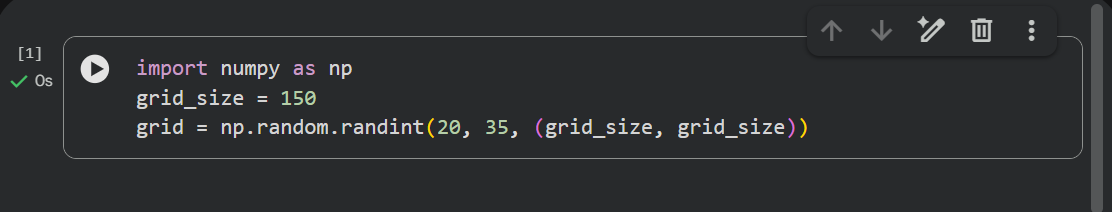 [1]
0s
import numpy as np
grid_size = 150
grid = np.random.randint(20, 35, (grid_size, grid_size))